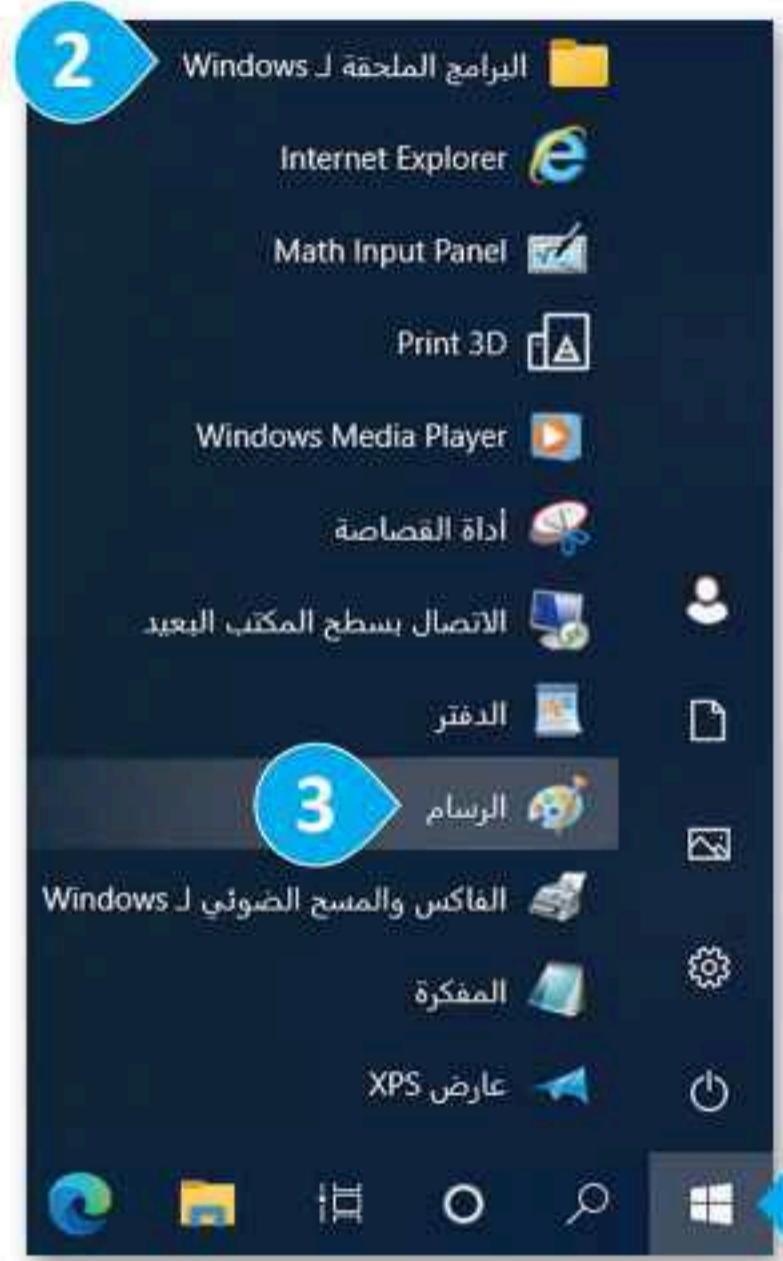 2
البرامج الملحقة لـ Windows
Internet Explorer
Math Input Panel
Print 3D
Windows Media Player
أداة القصاصة
الاتصال بسطح المكتب البعيد
الدفتر
3
الرسام
الفاكس والمسح الضوئي لـ Windows
المفكرة
عارض XPS